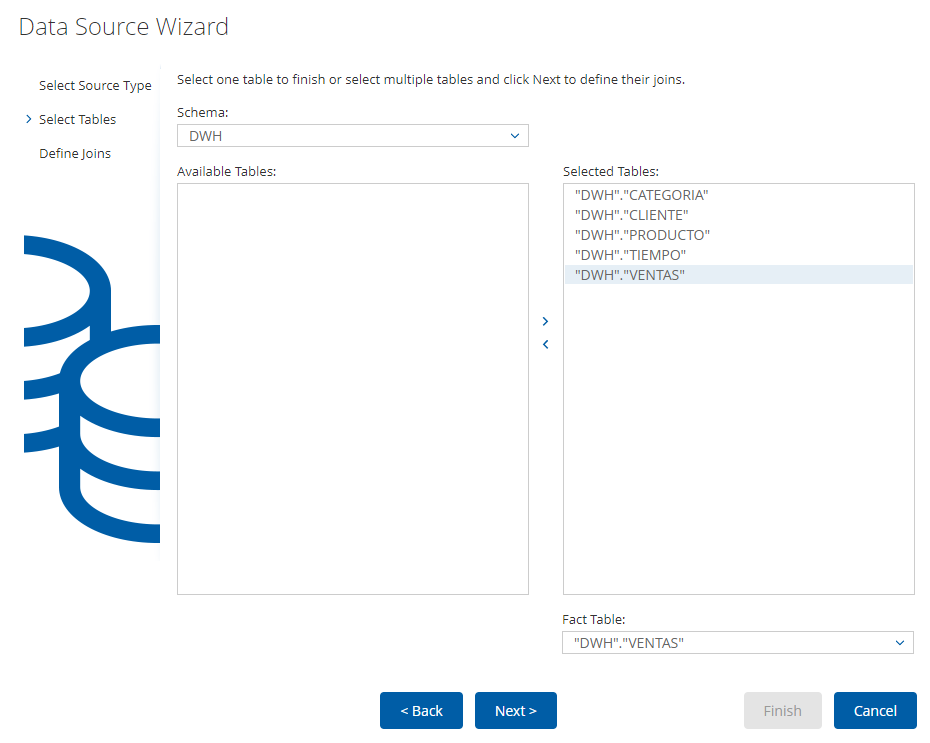 Data Source Wizard
Select Source Type
Select Tables
Define Joins
Select one table to finish or select multiple tables and click Next to define their joins.
Schema:
DWH
Available Tables:
Selected Tables:
"DWH"."CATEGORIA"
"DWH"."CLIENTE"
"DWH"."PRODUCTO"
"DWH"."TIEMPO"
"DWH"."VENTAS"
Fact Table:
"DWH"."VENTAS"
< Back
Next >
Finish
Cancel